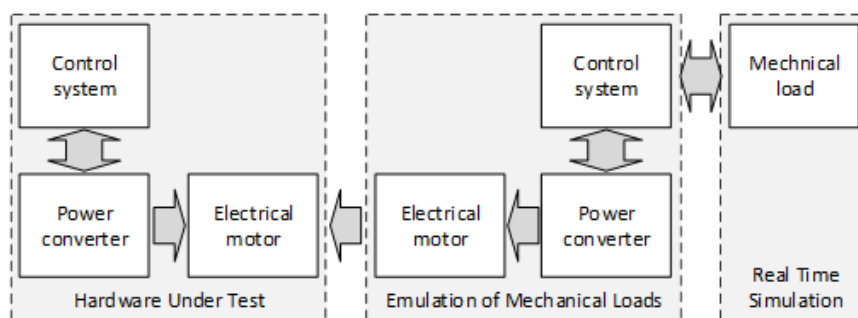 Control
system
Power
converter
Electrical
motor
Hardware Under Test
Control
system
Electrical
motor
Power
converter
Emulation of Mechanical Loads
Mechnical
load
Real Time
Simulation